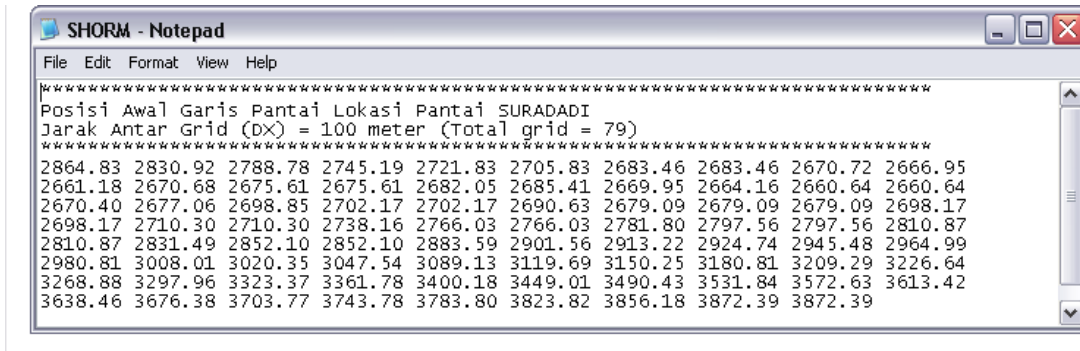 SHORM - Notepad
File Edit Format View Help
******************************************************************************
Posisi Awal Garis Pantai Lokasi Pantai SURADADI
Jarak Antar Grid (DX) = 100 meter (Total grid = 79)
******************************************************************************
2864.83 2830.92 2788.78 2745.19 2721.83 2705.83 2683.46 2683.46 2670.72 2666.95
2661.18 2670.68 2675.61 2675.61 2682.05 2685.41 2669.95 2664.16 2660.64 2660.64
2670.40 2677.06 2698.85 2702.17 2702.17 2690.63 2679.09 2679.09 2679.09 2698.17
2698.17 2710.30 2710.30 2738.16 2766.03 2766.03 2781.80 2797.56 2797.56 2810.87
2810.87 2831.49 2852.10 2852.10 2883.59 2901.56 2913.22 2924.74 2945.48 2964.99
2980.81 3008.01 3020.35 3047.54 3089.13 3119.69 3150.25 3180.81 3209.29 3226.64
3268.88 3297.96 3323.37 3361.78 3400.18 3449.01 3490.43 3531.84 3572.63 3613.42
3638.46 3676.38 3703.77 3743.78 3783.80 3823.82 3856.18 3872.39 3872.39